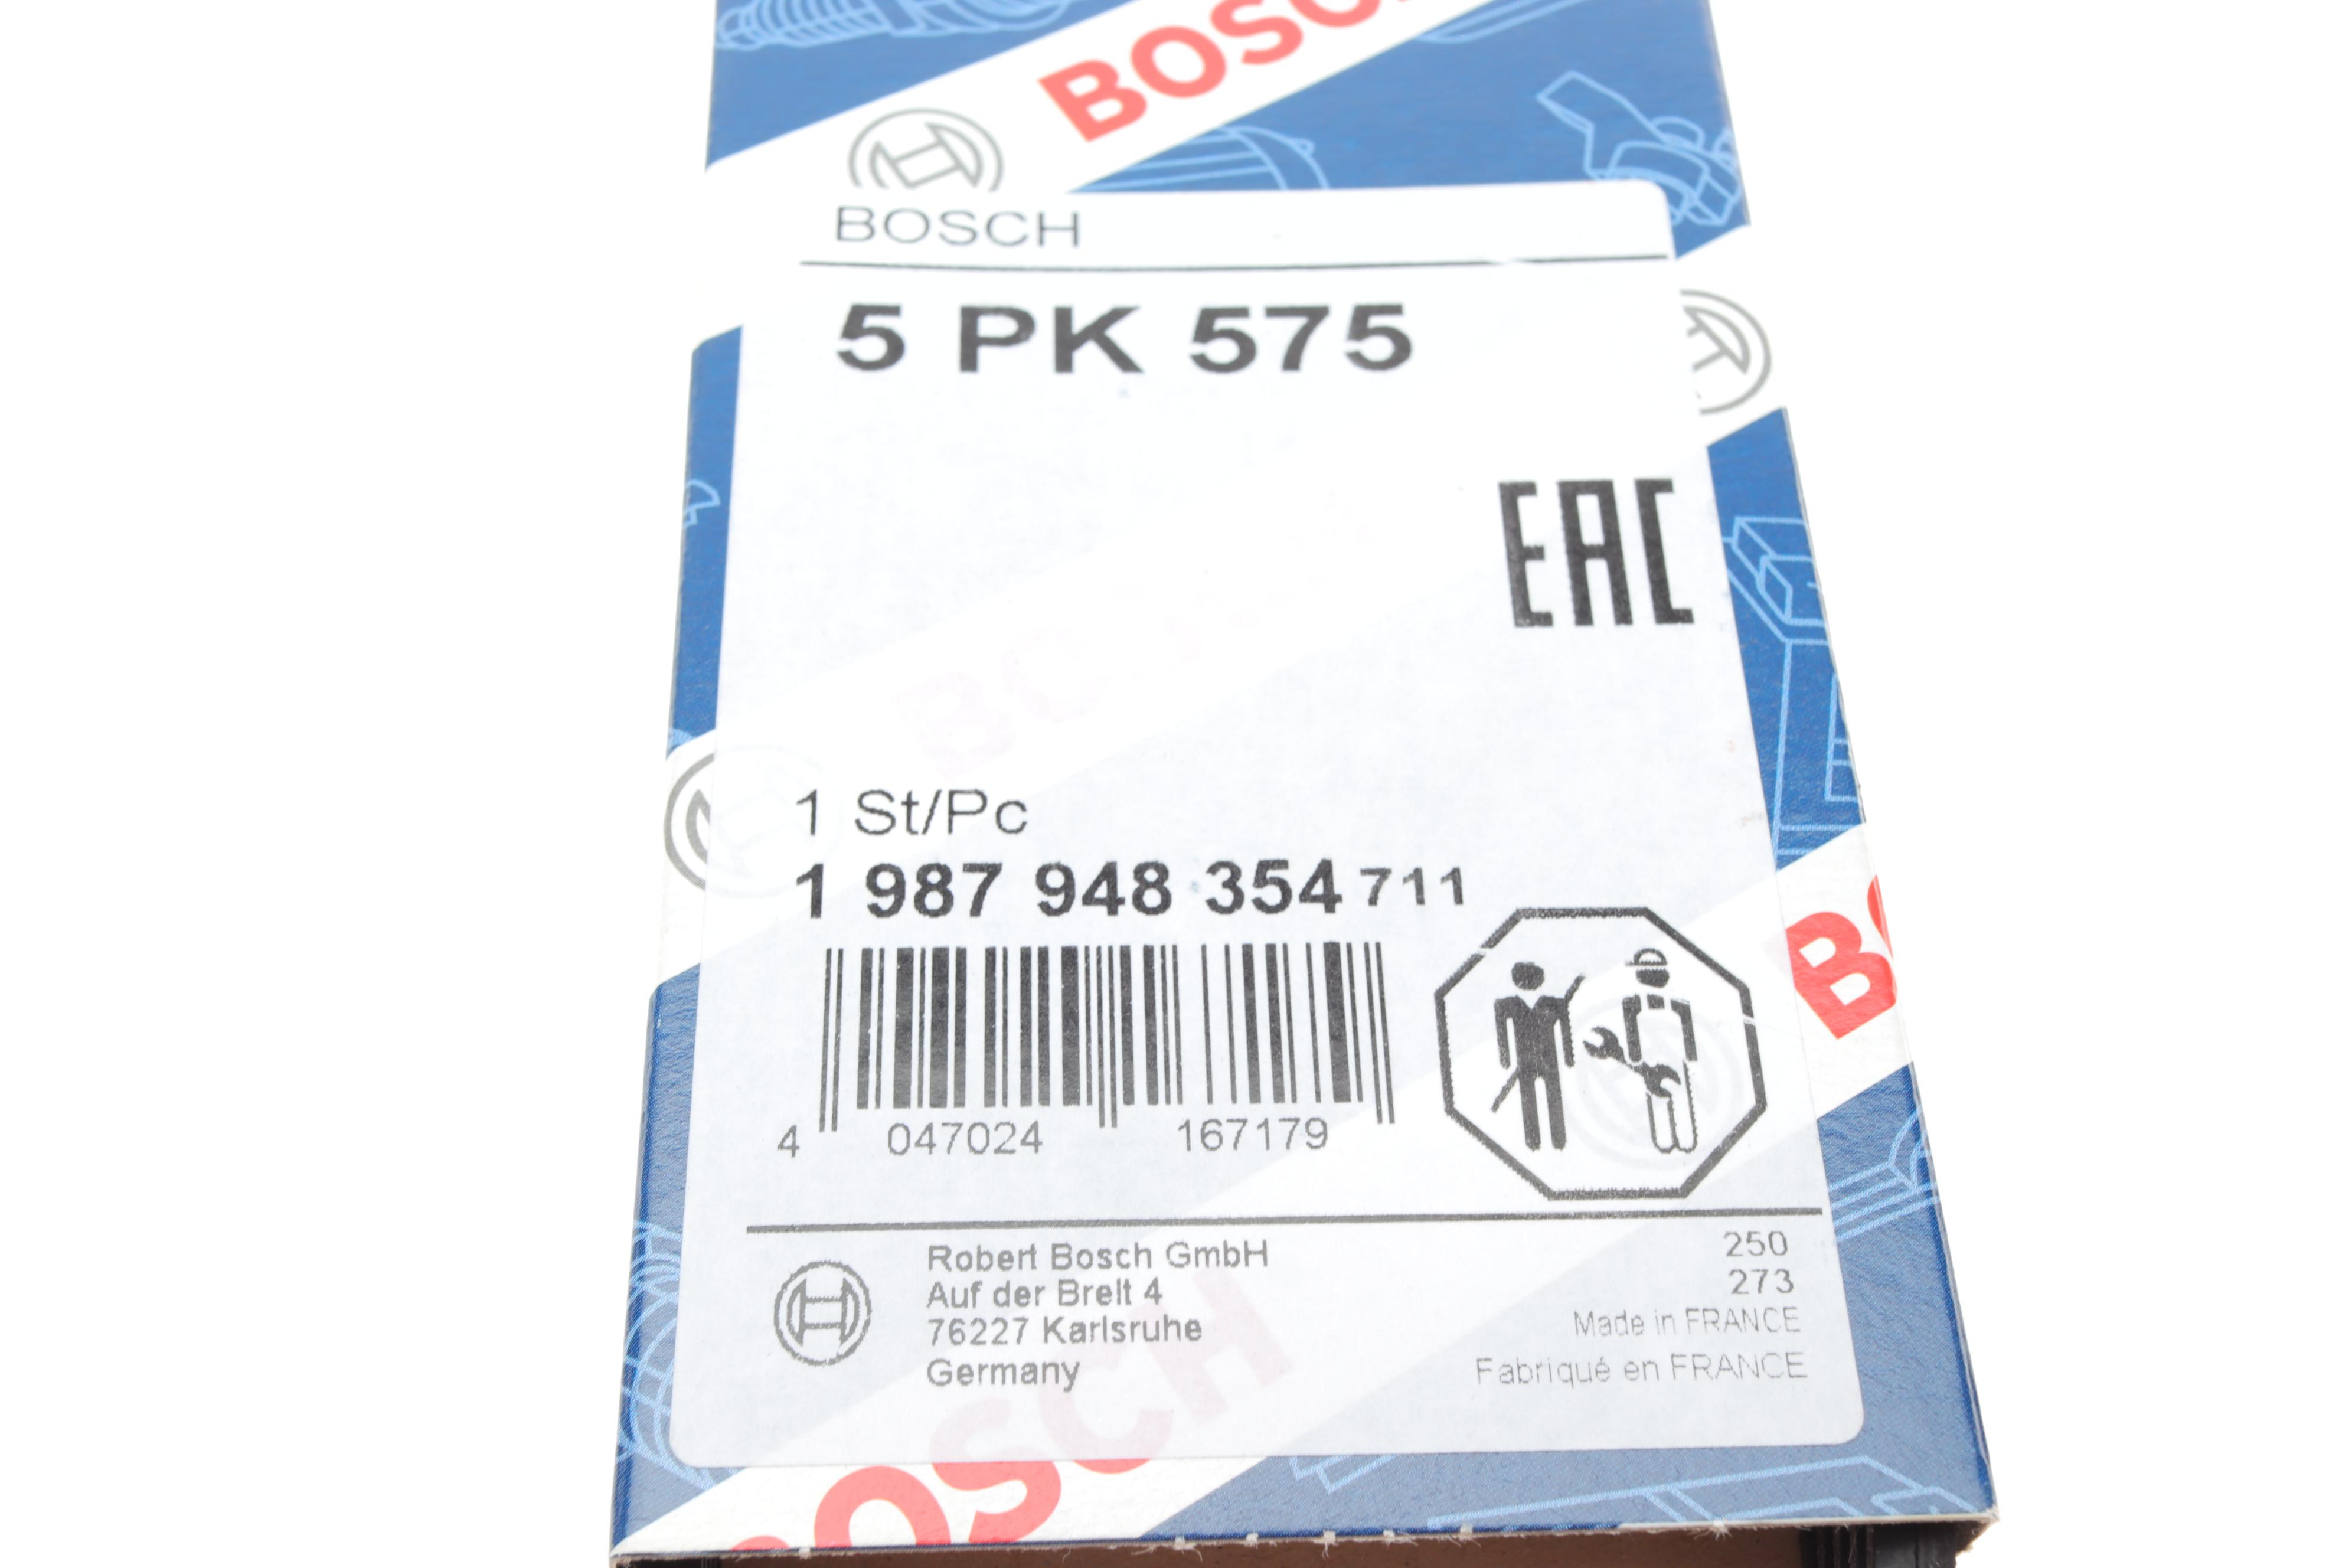 BOSCH
BOSCH
5 PK 575
EAC
1 St/Pc
1 987 948 354 711
4 047024 167179
Robert Bosch GmbH
Auf der Breit 4
76227 Karlsruhe
Germany
250
273
Made in FRANCE
Fabriqué en FRANCE
BOSCH